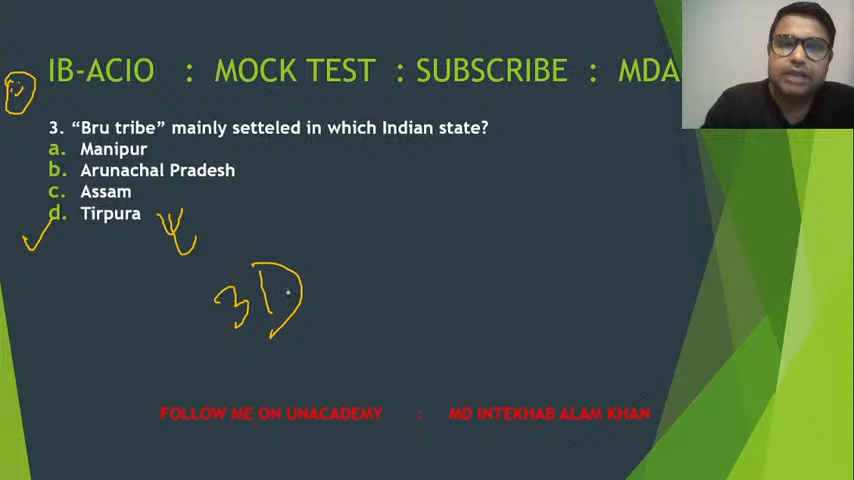 IB-ACIO : MOCK TEST : SUBSCRIBE : MDA
3. “Bru tribe” mainly setteled in which Indian state?
a. Manipur
b. Arunachal Pradesh
c. Assam
d. Tirpura
3D
FOLLOW ME ON UNACADEMY : MD INTEKHAB ALAM KHAN